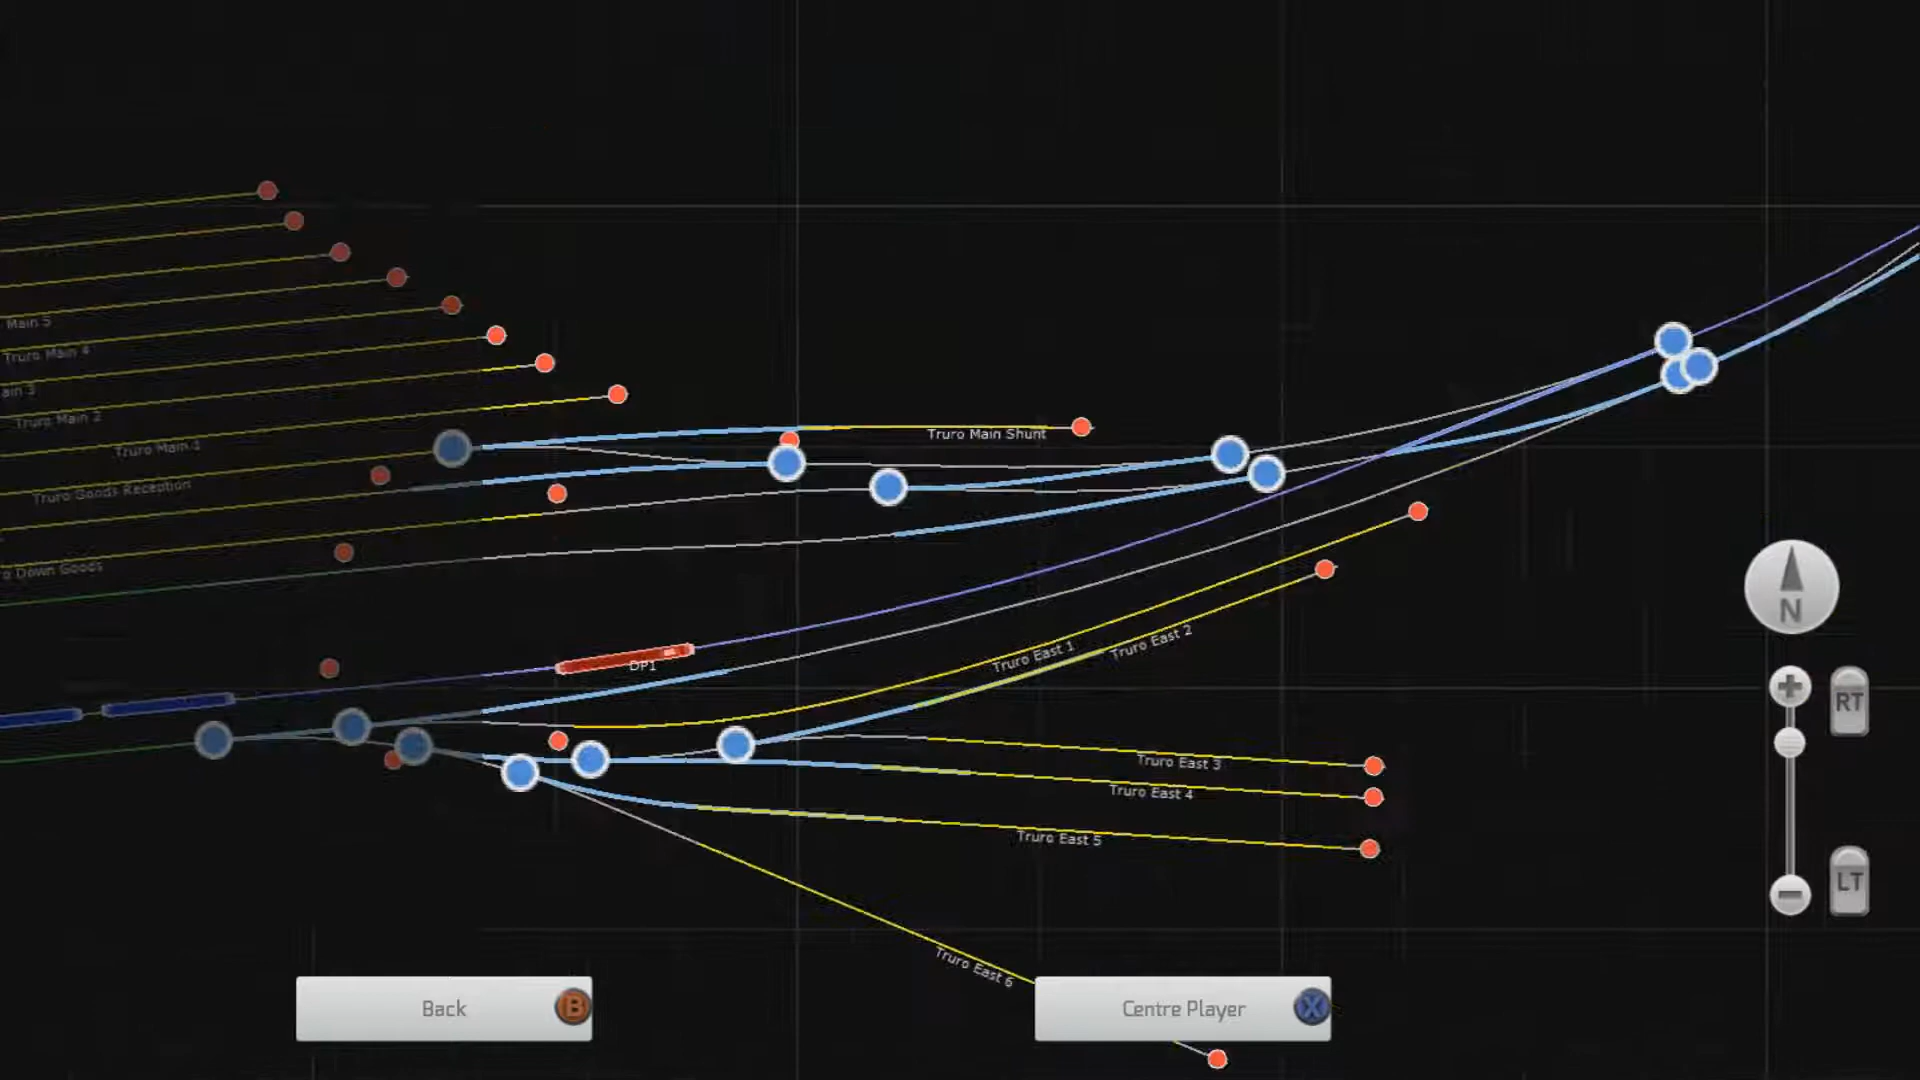 Main 5
Truro Main 4
ain 3
Truro Main 2
Truro Main 1
Truro Main Shunt
Truro Goods Reception
o Down Goods
DP1
Truro East 1
Truro East 2
Truro East 3
Truro East 4
Truro East 5
Truro East 6
N
RT
LT
Back B
Centre Player X